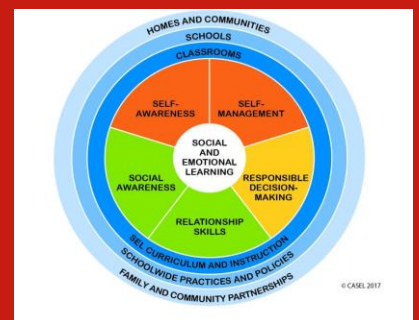 HOMES AND COMMUNITIES
SCHOOLS
CLASSROOMS
SELF-
AWARENESS
SELF-
MANAGEMENT
SOCIAL
AND
EMOTIONAL
LEARNING
SOCIAL
AWARENESS
RESPONSIBLE
DECISION-
MAKING
RELATIONSHIP
SKILLS
SEL CURRICULUM AND INSTRUCTION
SCHOOLWIDE PRACTICES AND POLICIES
FAMILY AND COMMUNITY PARTNERSHIPS
© CASEL 2017